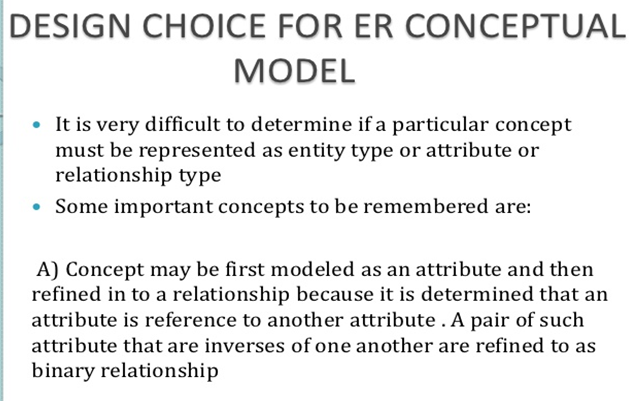 DESIGN CHOICE FOR ER CONCEPTUAL
MODEL
• It is very difficult to determine if a particular concept
must be represented as entity type or attribute or
relationship type
• Some important concepts to be remembered are:
A) Concept may be first modeled as an attribute and then
refined in to a relationship because it is determined that an
attribute is reference to another attribute . A pair of such
attribute that are inverses of one another are refined to as
binary relationship